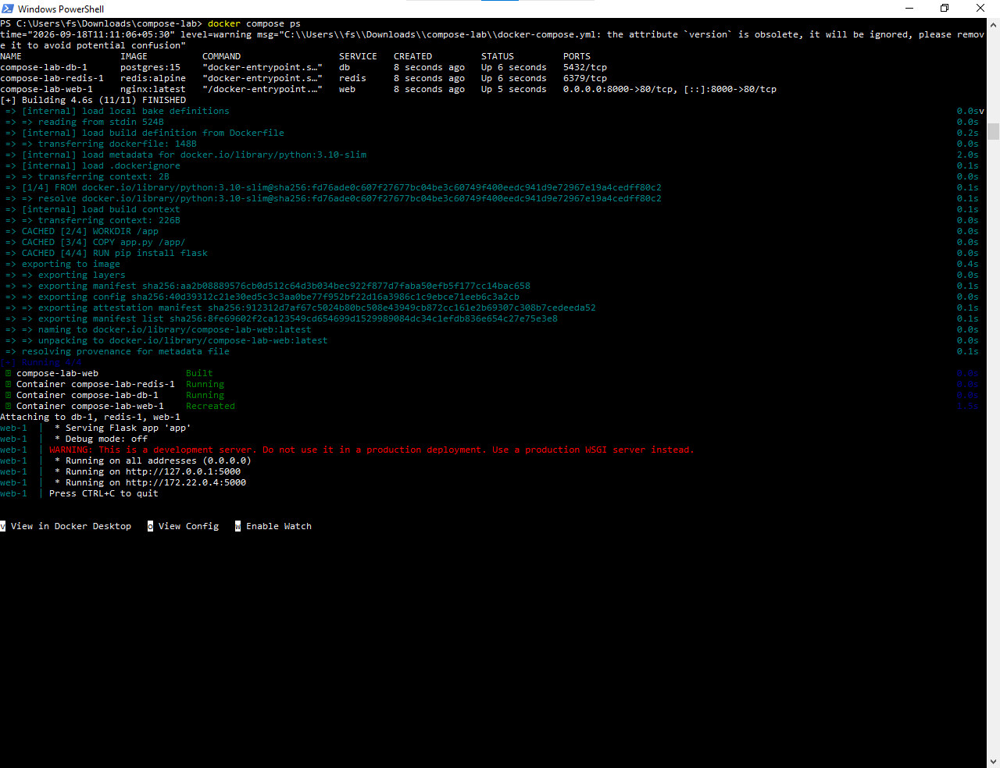 Windows PowerShell
PS C:\Users\fs\Downloads\compose-lab> docker compose ps
time="2026-09-18T11:11:06+05:30" level=warning msg="C:\\Users\\fs\\Downloads\\compose-lab\\docker-compose.yml: the attribute `version` is obsolete, it will be ignored, please remov
e it to avoid potential confusion"
NAME                  IMAGE          COMMAND                  SERVICE   CREATED         STATUS         PORTS
compose-lab-db-1      postgres:15    "docker-entrypoint.s…"   db        8 seconds ago   Up 6 seconds   5432/tcp
compose-lab-redis-1   redis:alpine   "docker-entrypoint.s…"   redis     8 seconds ago   Up 6 seconds   6379/tcp
compose-lab-web-1     nginx:latest   "/docker-entrypoint.…"   web       8 seconds ago   Up 5 seconds   0.0.0.0:8000->80/tcp, [::]:8000->80/tcp
[+] Building 4.6s (11/11) FINISHED
=> [internal] load local bake definitions 0.0sv
=> => reading from stdin 524B 0.0s
=> [internal] load build definition from Dockerfile 0.2s
=> => transferring dockerfile: 148B 0.0s
=> [internal] load metadata for docker.io/library/python:3.10-slim 2.0s
=> [internal] load .dockerignore 0.1s
=> => transferring context: 2B 0.0s
=> [1/4] FROM docker.io/library/python:3.10-slim@sha256:fd76ade0c607f27677bc04be3c60749f400eedc941d9e72967e19a4cedff80c2 0.1s
=> => resolve docker.io/library/python:3.10-slim@sha256:fd76ade0c607f27677bc04be3c60749f400eedc941d9e72967e19a4cedff80c2 0.1s
=> [internal] load build context 0.1s
=> => transferring context: 226B 0.0s
=> CACHED [2/4] WORKDIR /app 0.0s
=> CACHED [3/4] COPY app.py /app/ 0.0s
=> CACHED [4/4] RUN pip install flask 0.0s
=> exporting to image 0.4s
=> => exporting layers 0.0s
=> => exporting manifest sha256:aa2b08889576cb0d512c64d3b034bec922f877d7faba50efb5f177cc14bac658 0.1s
=> => exporting config sha256:40d39312c21e30ed5c3c3aa0be77f952bf22d16a3986c1c9ebce71eeb6c3a2cb 0.0s
=> => exporting attestation manifest sha256:912312d7af67c5024b80bc508e43949cb872cc161e2b69307c308b7cedeeda52 0.1s
=> => exporting manifest list sha256:8fe69602f2ca123549cd654699d1529989084dc34c1efdb836e654c27e75e3e8 0.1s
=> => naming to docker.io/library/compose-lab-web:latest 0.0s
=> => unpacking to docker.io/library/compose-lab-web:latest 0.0s
=> resolving provenance for metadata file 0.1s
[+] Running 4/4
compose-lab-web Built 0.0s
Container compose-lab-redis-1 Running 0.0s
Container compose-lab-db-1 Running 0.0s
Container compose-lab-web-1 Recreated 1.5s
Attaching to db-1, redis-1, web-1
web-1  |  * Serving Flask app 'app'
web-1  |  * Debug mode: off
web-1  | WARNING: This is a development server. Do not use it in a production deployment. Use a production WSGI server instead.
web-1  |  * Running on all addresses (0.0.0.0)
web-1  |  * Running on http://127.0.0.1:5000
web-1  |  * Running on http://172.22.0.4:5000
web-1  | Press CTRL+C to quit
v View in Docker Desktop   o View Config   w Enable Watch